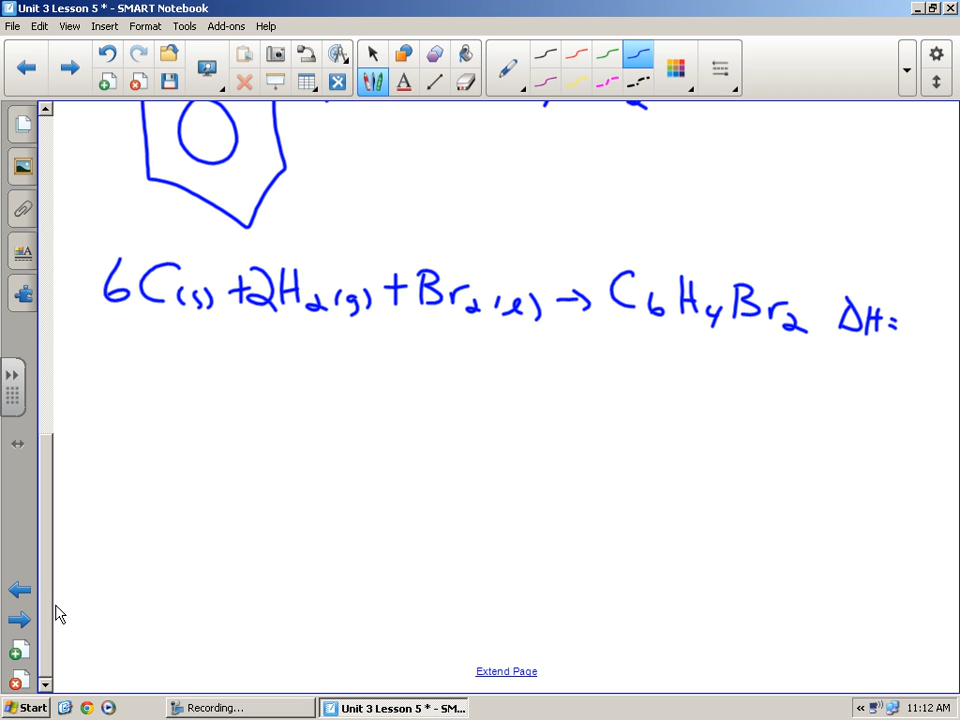 Unit 3 Lesson 5 * - SMART Notebook
File Edit View Insert Format Tools Add-ons Help
6C(s) + 2H2(g) + Br2(l) → C6H4Br2 ΔH=
Extend Page
Start Recording... Unit 3 Lesson 5 * - SM... « 11:12 AM